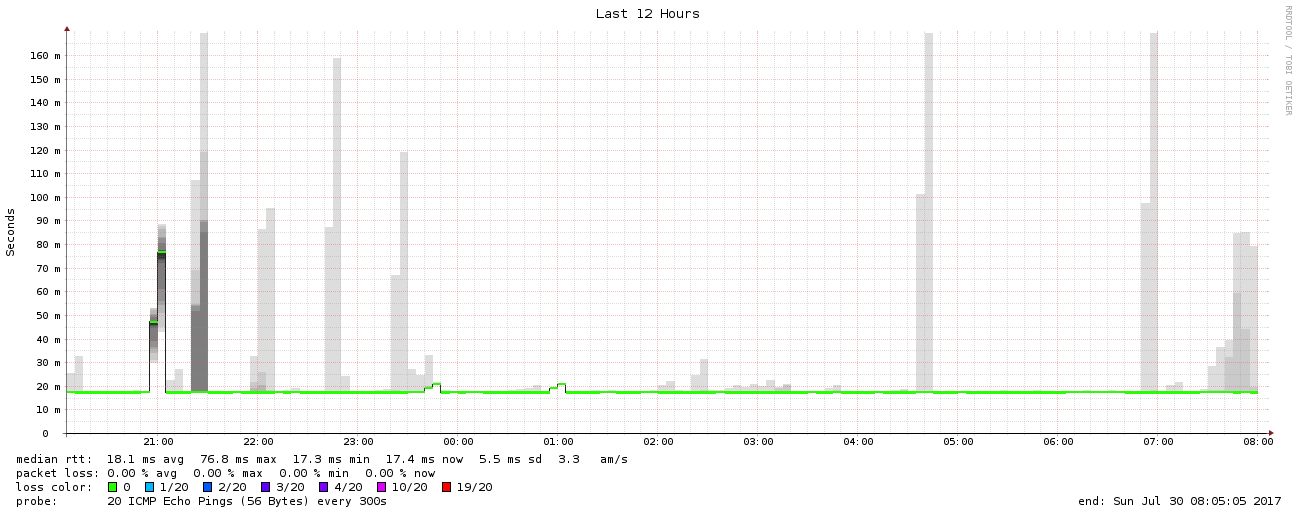 Last 12 Hours
RRDTOOL / TOBI OETIKER
Seconds
160 m
150 m
140 m
130 m
120 m
110 m
100 m
90 m
80 m
70 m
60 m
50 m
40 m
30 m
20 m
10 m
0
21:00 22:00 23:00 00:00 01:00 02:00 03:00 04:00 05:00 06:00 07:00 08:00
median rtt: 18.1 ms avg 76.8 ms max 17.3 ms min 17.4 ms now 5.5 ms sd 3.3 am/s
packet loss: 0.00 % avg 0.00 % max 0.00 % min 0.00 % now
loss color: 0 1/20 2/20 3/20 4/20 10/20 19/20
probe: 20 ICMP Echo Pings (56 Bytes) every 300s end: Sun Jul 30 08:05:05 2017